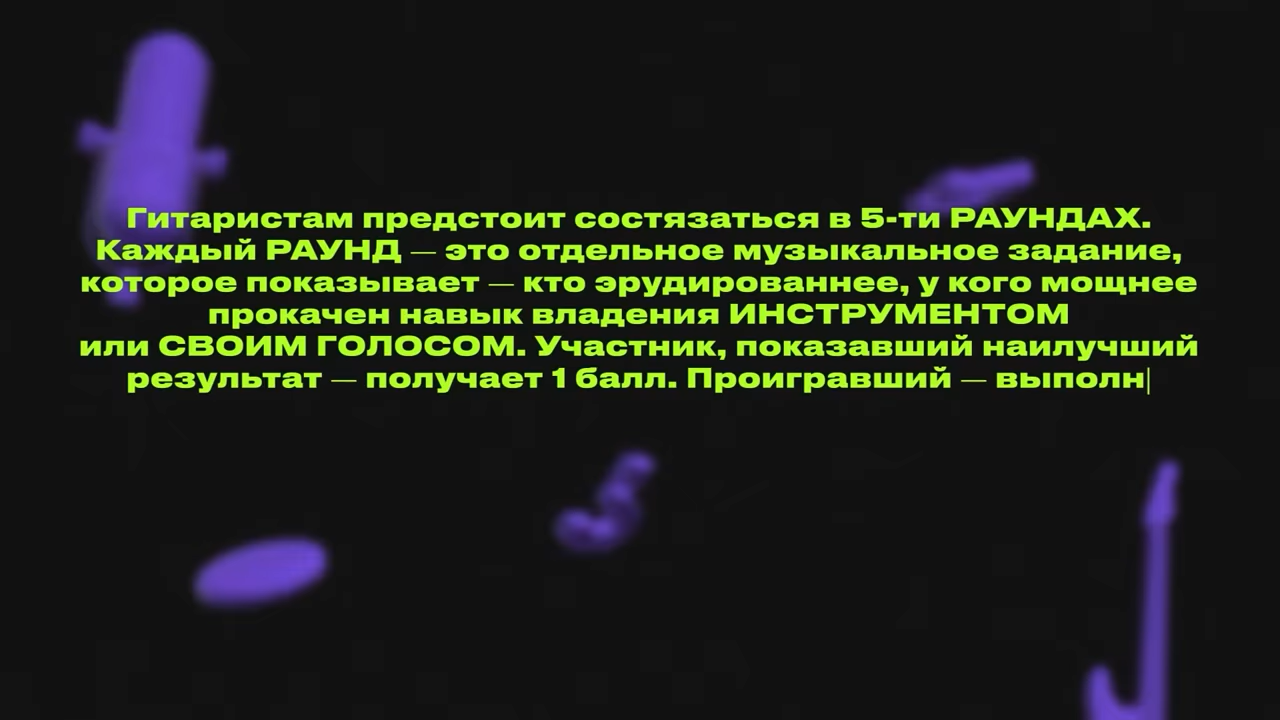 Гитаристам предстоит состязаться в 5-ти РАУНДАХ.
Каждый РАУНД — это отдельное музыкальное задание,
которое показывает — кто эрудированнее, у кого мощнее
прокачен навык владения ИНСТРУМЕНТОМ
или СВОИМ ГОЛОСОМ. Участник, показавший наилучший
результат — получает 1 балл. Проигравший — выполн|